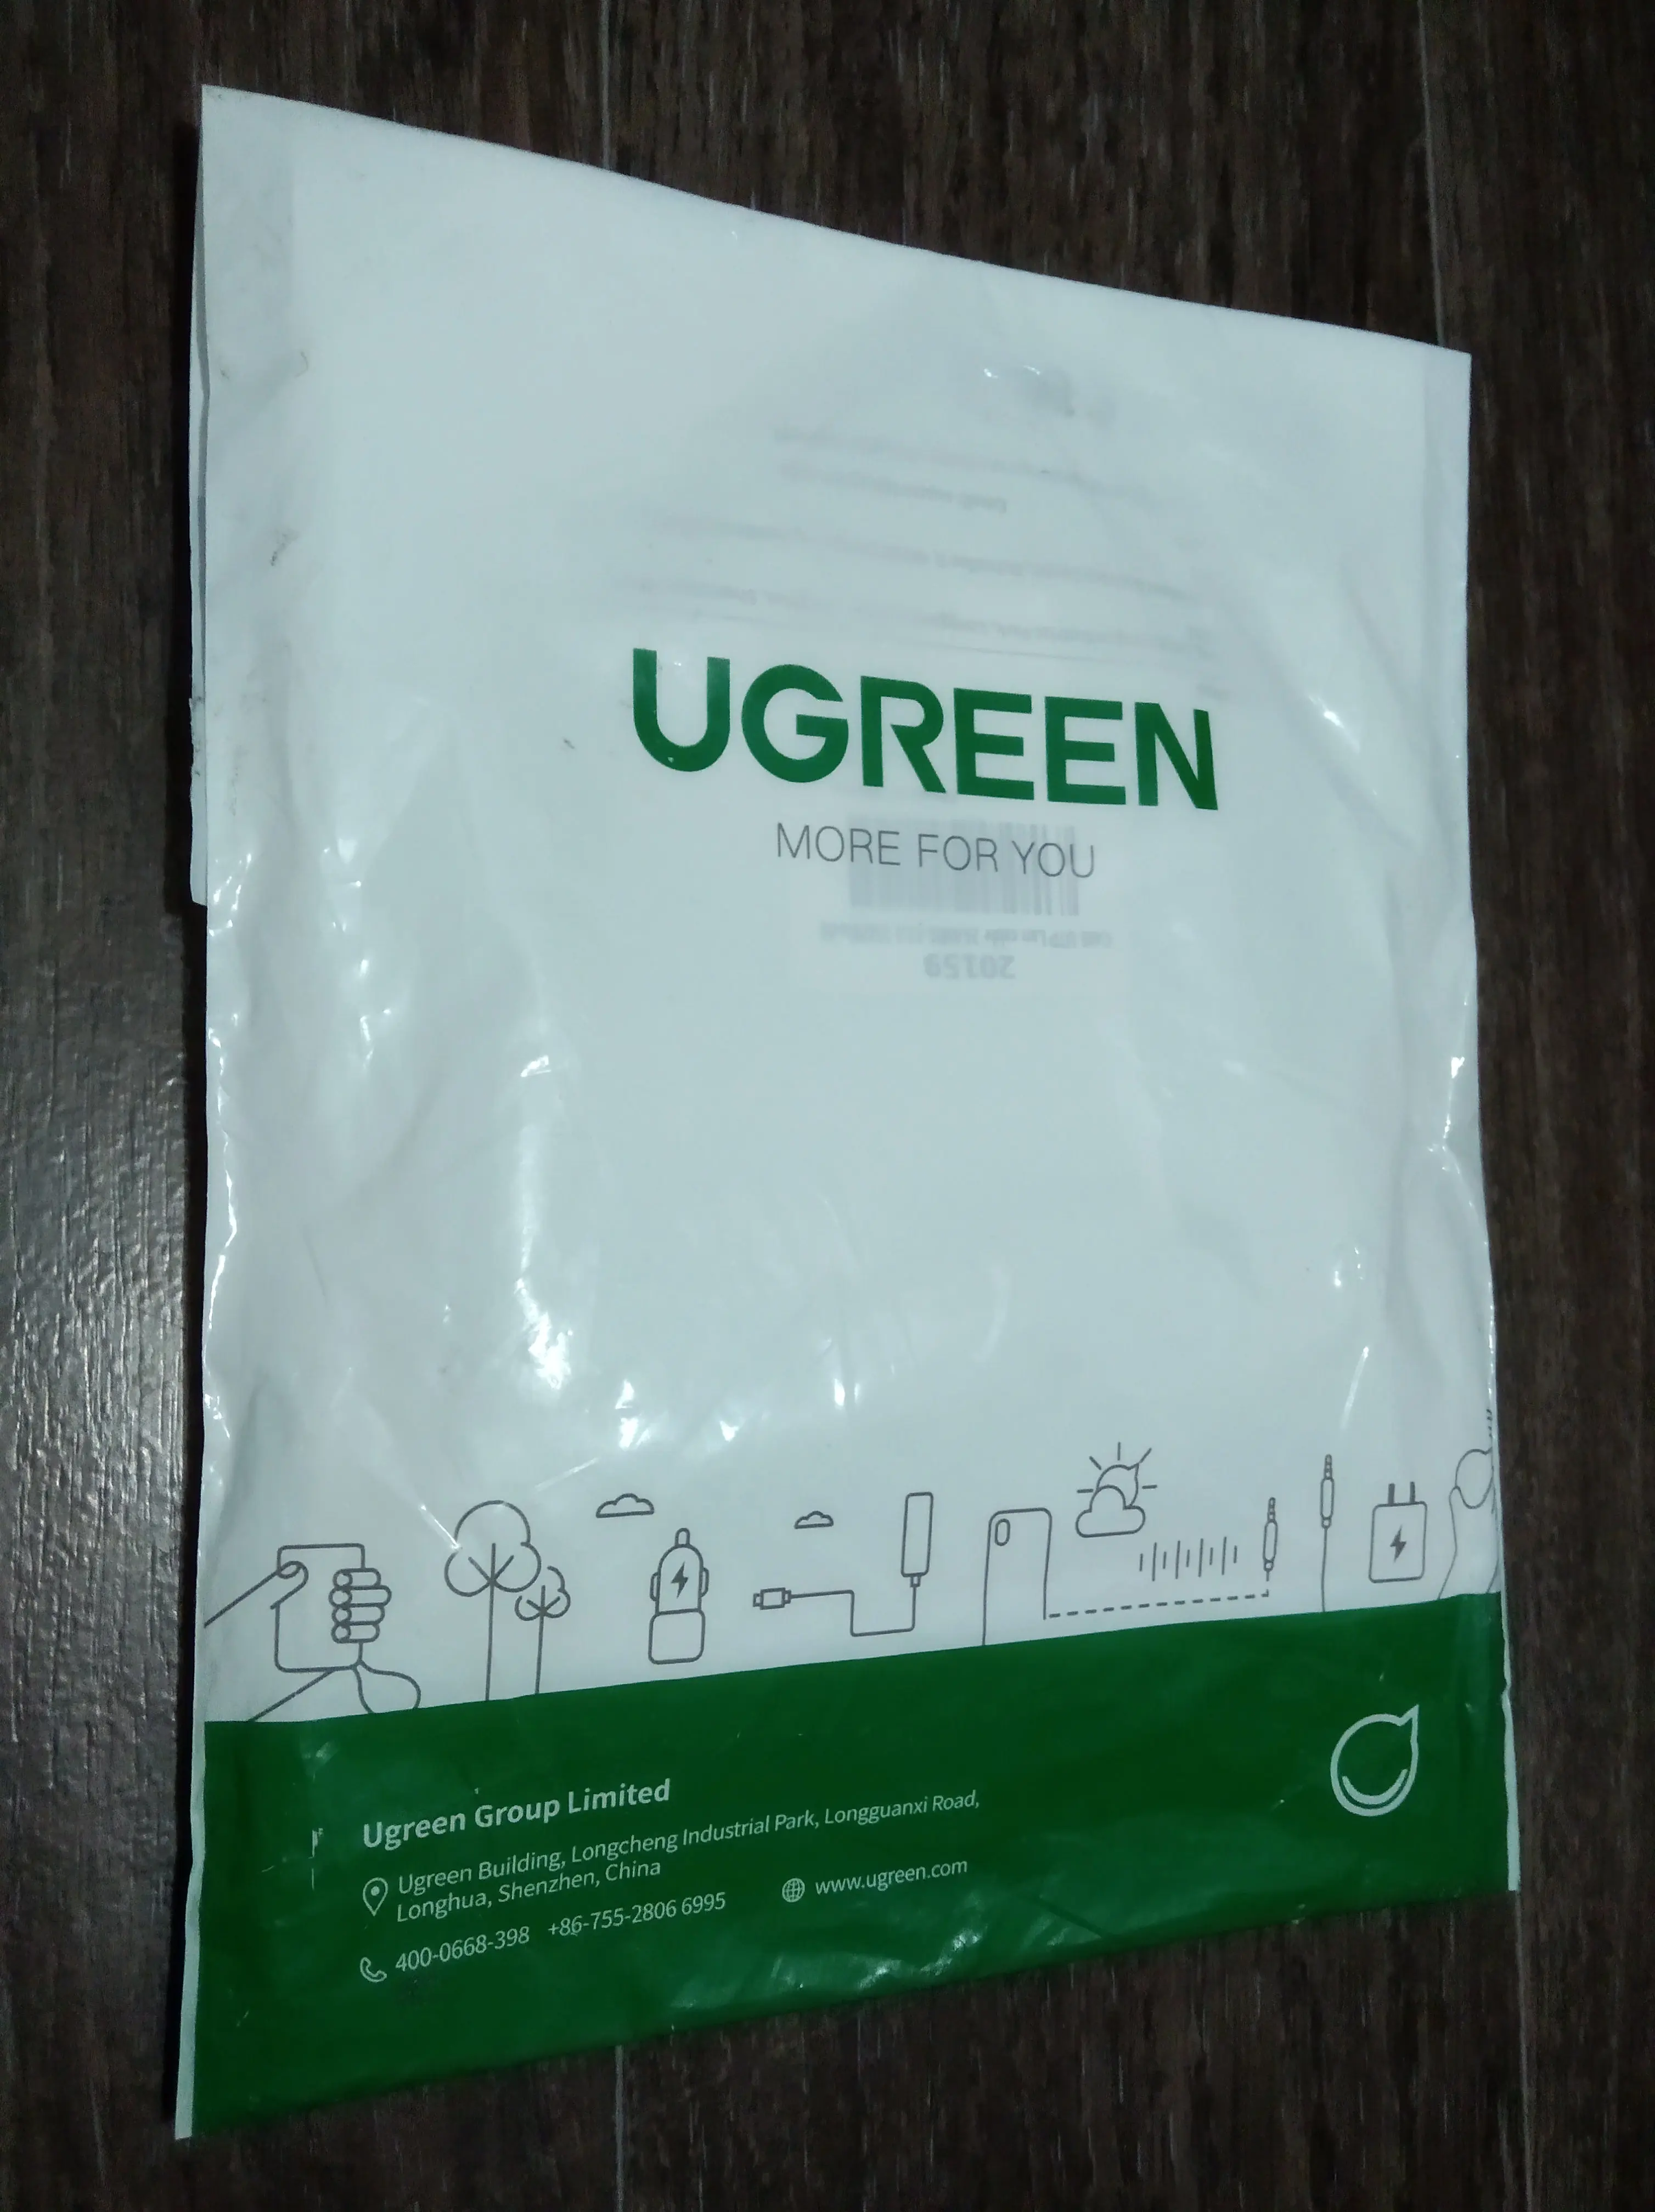 UGREEN
MORE FOR YOU
20159
Ugreen Group Limited
Ugreen Building, Longcheng Industrial Park, Longguanxi Road,
Longhua, Shenzhen, China
400-0668-398 +86-755-2806 6995
www.ugreen.com